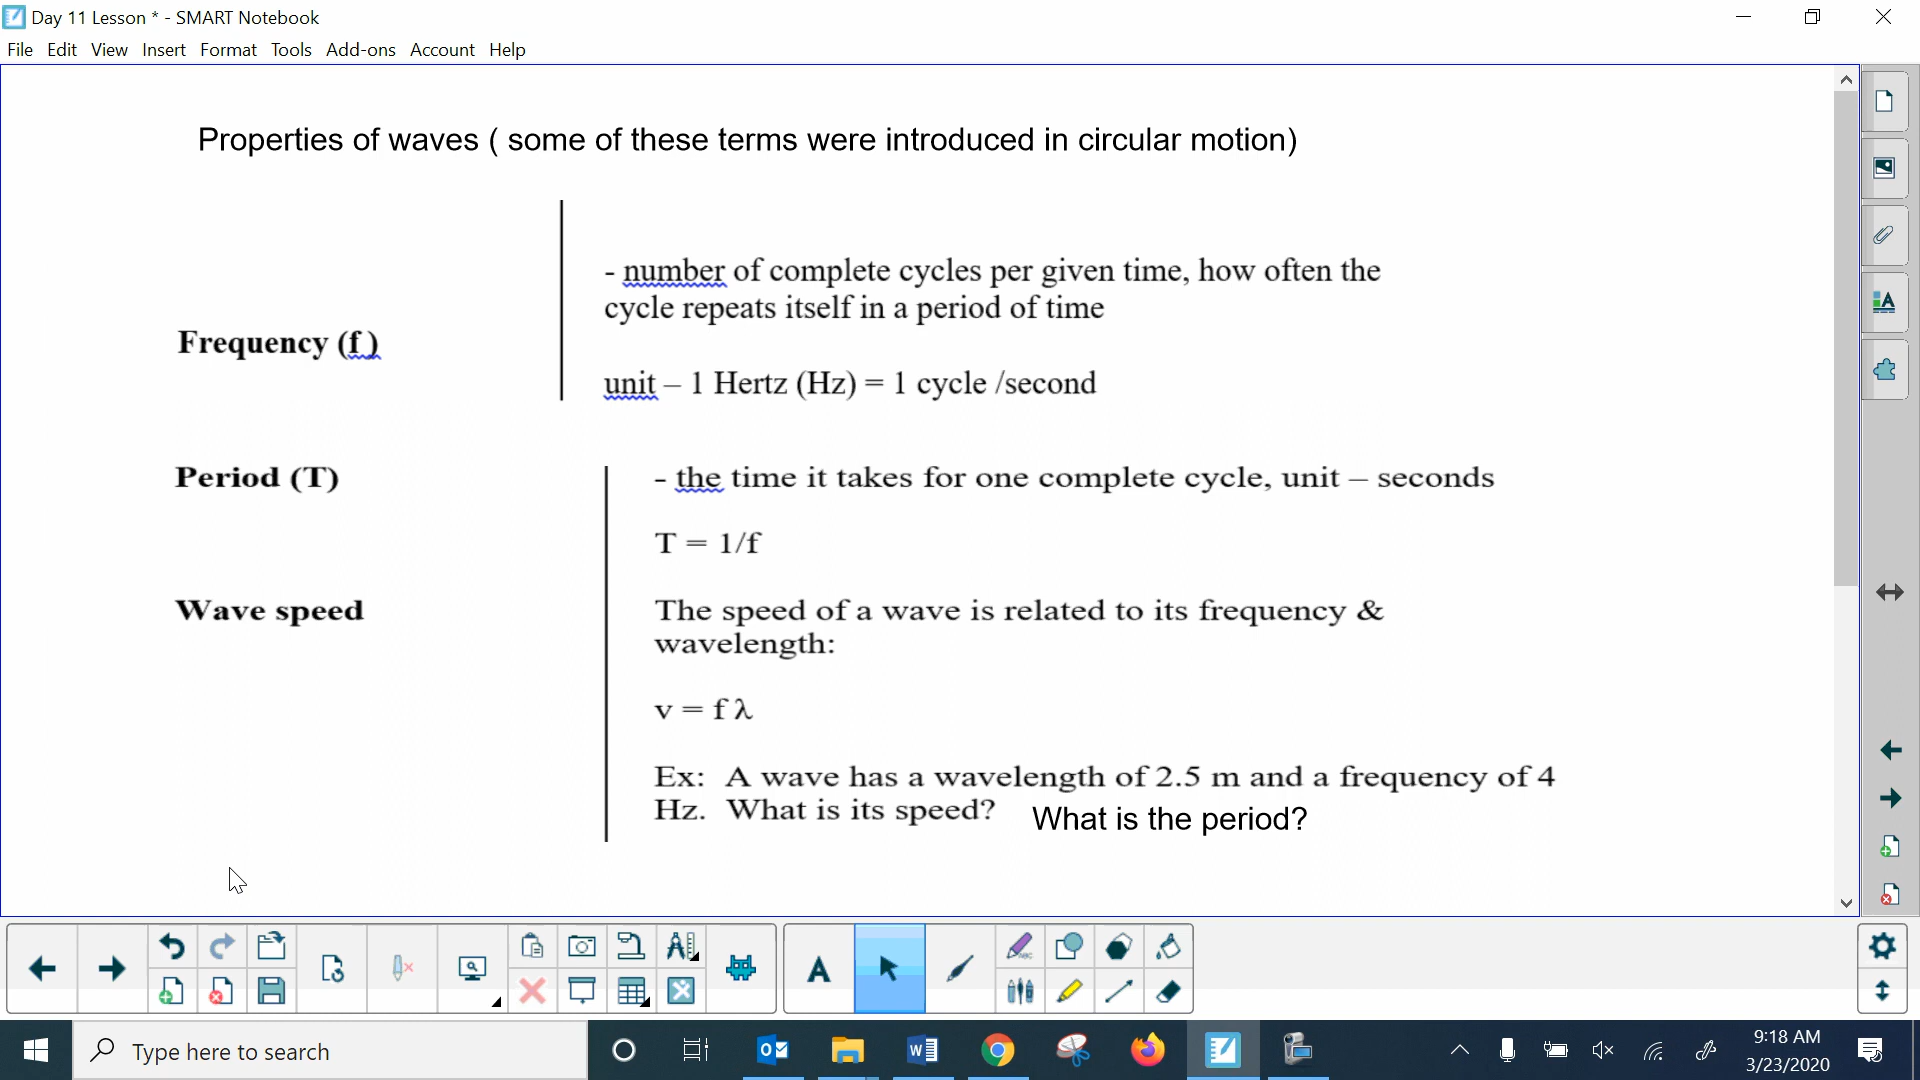 Day 11 Lesson * - SMART Notebook
File Edit View Insert Format Tools Add-ons Account Help
Properties of waves ( some of these terms were introduced in circular motion)
- number of complete cycles per given time, how often the
cycle repeats itself in a period of time
Frequency (f )
unit – 1 Hertz (Hz) = 1 cycle /second
Period (T)
- the time it takes for one complete cycle, unit – seconds
T = 1/f
Wave speed
The speed of a wave is related to its frequency &
wavelength:
v = f λ
Ex: A wave has a wavelength of 2.5 m and a frequency of 4
Hz. What is its speed? What is the period?
Type here to search
9:18 AM
3/23/2020